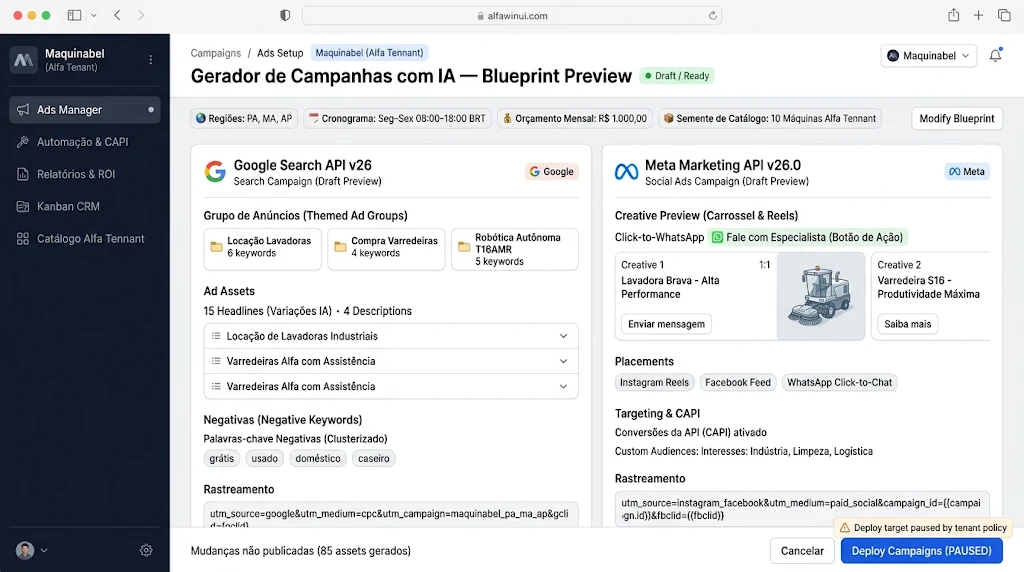 alfawinui.com
Maquinabel
(Alfa Tenant)
Ads Manager
Automação & CAPI
Relatórios & ROI
Kanban CRM
Catálogo Alfa Tennant
Campaigns / Ads Setup Maquinabel (Alfa Tennant)
Gerador de Campanhas com IA — Blueprint Preview
Draft / Ready
Maquinabel
Regiões: PA, MA, AP
Cronograma: Seg–Sex 08:00–18:00 BRT
Orçamento Mensal: R$ 1.000,00
Semente de Catálogo: 10 Máquinas Alfa Tennant
Modify Blueprint
Google Search API v26
Search Campaign (Draft Preview)
Google
Grupo de Anúncios (Themed Ad Groups)
Locação Lavadoras
6 keywords
Compra Varredeiras
4 keywords
Robótica Autônoma
T16AMR
5 keywords
Ad Assets
15 Headlines (Variações IA) • 4 Descriptions
Locação de Lavadoras Industriais
Varredeiras Alfa com Assistência
Varredeiras Alfa com Assistência
Negativas (Negative Keywords)
Palavras-chave Negativas (Clusterizado)
grátis
usado
doméstico
caseiro
Rastreamento
utm_source=google&utm_medium=cpc&utm_campaign=maquinabel_pa_ma_ap&gcli
d={gclid}
Meta Marketing API v26.0
Social Ads Campaign (Draft Preview)
Meta
Creative Preview (Carrossel & Reels)
Click-to-WhatsApp Fale com Especialista (Botão de Ação)
Creative 1 1:1
Lavadora Brava - Alta
Performance
Enviar mensagem
Creative 2
Varredeira S16 -
Produtividade Máxima
Saiba mais
Placements
Instagram Reels
Facebook Feed
WhatsApp Click-to-Chat
Targeting & CAPI
Conversões da API (CAPI) ativado
Custom Audiences: Interesses: Indústria, Limpeza, Logística
Rastreamento
utm_source=instagram_facebook&utm_medium=paid_social&campaign_id={{campai
gn.id}}&fbclid={{fbclid}}
Deploy target paused by tenant policy
Mudanças não publicadas (85 assets gerados)
Cancelar
Deploy Campaigns (PAUSED)